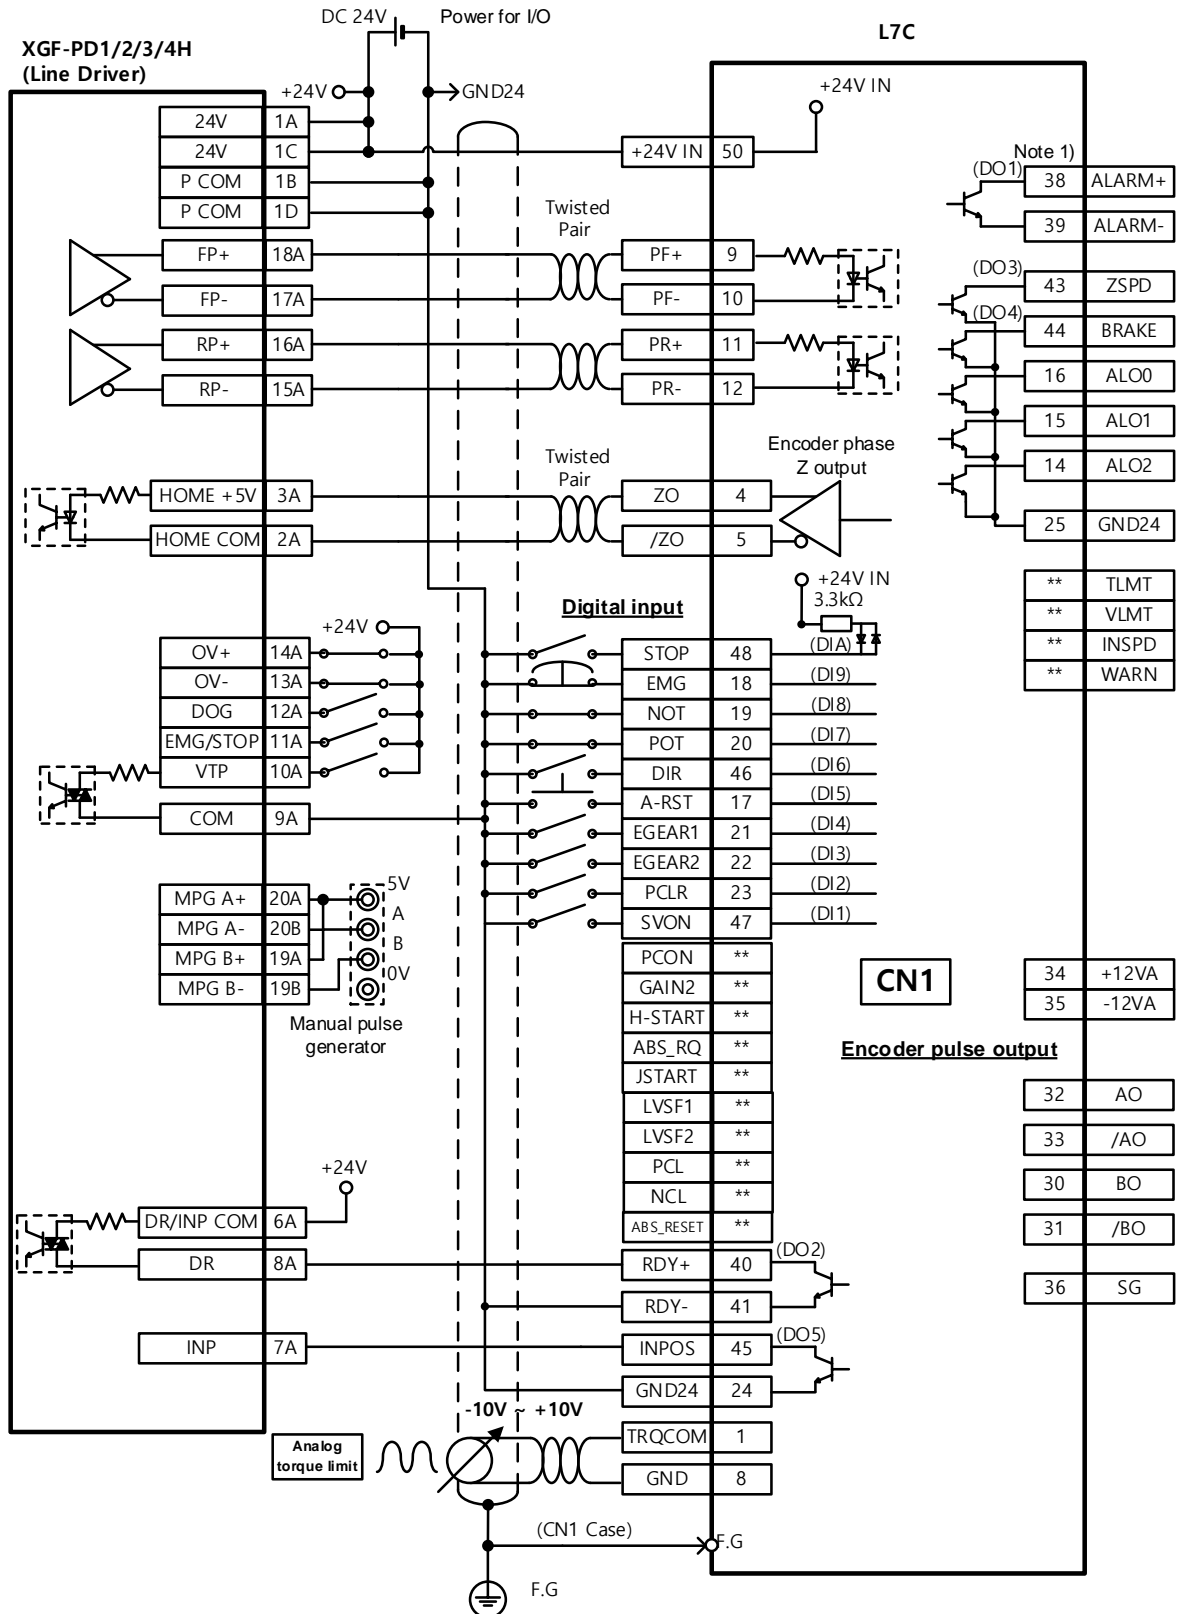 DC 24V
Power for I/O
XGF-PD1/2/3/4H
(Line Driver)
L7C
+24V
GND24
+24V IN
24V 1A
24V 1C
P COM 1B
P COM 1D
+24V IN 50
Note 1)
(DO1)
38 ALARM+
39 ALARM-
Twisted
Pair
FP+ 18A
FP- 17A
RP+ 16A
RP- 15A
PF+ 9
PF- 10
PR+ 11
PR- 12
(DO3)
43 ZSPD
(DO4)
44 BRAKE
16 ALO0
15 ALO1
14 ALO2
25 GND24
Twisted
Pair
Encoder phase
Z output
HOME +5V 3A
HOME COM 2A
ZO 4
/ZO 5
** TLMT
** VLMT
** INSPD
** WARN
+24V IN
3.3kΩ
Digital input
+24V
OV+ 14A
OV- 13A
DOG 12A
EMG/STOP 11A
VTP 10A
COM 9A
STOP 48 (DIA)
EMG 18 (DI9)
NOT 19 (DI8)
POT 20 (DI7)
DIR 46 (DI6)
A-RST 17 (DI5)
EGEAR1 21 (DI4)
EGEAR2 22 (DI3)
PCLR 23 (DI2)
SVON 47 (DI1)
MPG A+ 20A
MPG A- 20B
MPG B+ 19A
MPG B- 19B
5V
A
B
0V
Manual pulse
generator
PCON **
GAIN2 **
H-START **
ABS_RQ **
JSTART **
LVSF1 **
LVSF2 **
PCL **
NCL **
ABS_RESET **
CN1
34 +12VA
35 -12VA
Encoder pulse output
32 AO
33 /AO
30 BO
31 /BO
36 SG
+24V
DR/INP COM 6A
DR 8A
INP 7A
RDY+ 40
(DO2)
RDY- 41
INPOS 45
(DO5)
GND24 24
-10V ~ +10V
Analog
torque limit
TRQCOM 1
GND 8
(CN1 Case)
F.G
F.G